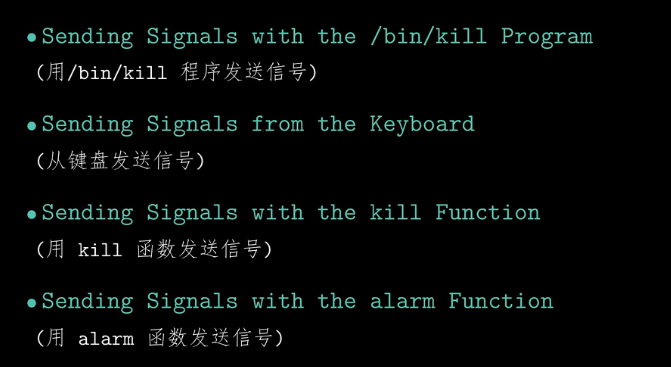 •Sending Signals with the /bin/kill Program
(用/bin/kill 程序发送信号)
•Sending Signals from the Keyboard
(从键盘发送信号)
•Sending Signals with the kill Function
(用 kill 函数发送信号)
•Sending Signals with the alarm Function
(用 alarm 函数发送信号)